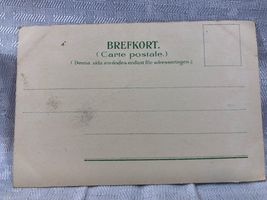 BREFKORT.
(Carte postale.)
(Denna sida användes endast för adresseringen.)